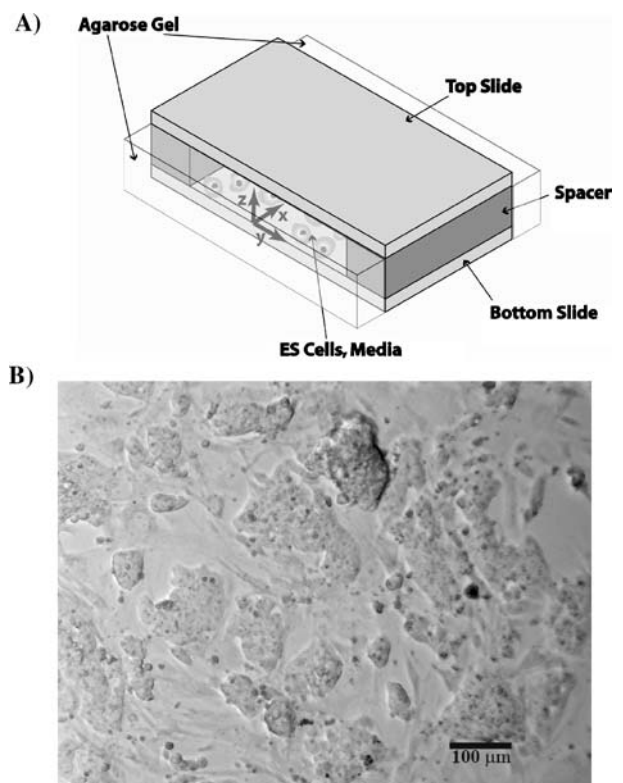 A)
Agarose Gel
Top Slide
Spacer
z
x
y
Bottom Slide
ES Cells, Media
B)
100 μm